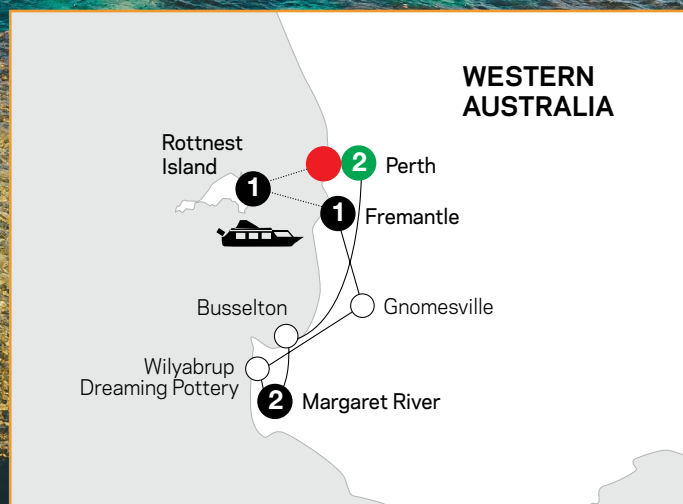 WESTERN
AUSTRALIA
Rottnest
Island
1
2
Perth
1
Fremantle
Busselton
Gnomesville
Wilyabrup
Dreaming Pottery
2
Margaret River